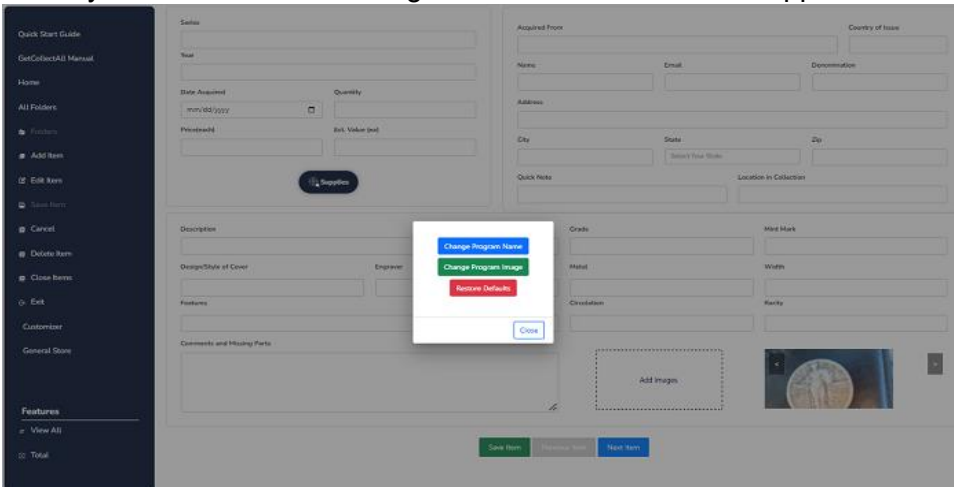 Quick Start Guide
GetCollectAll Manual
Home
All Folders
Folders
Add Item
Edit Item
Save Item
Cancel
Delete Item
Close Items
Exit
Customizer
General Store
Features
View All
Total
Series
Year
Date Acquired Quantity
mm/dd/yyyy
Price(each) Est. Value (ea)
Supplies
Acquired From Country of Issue
Name Email Denomination
Address
City State Zip
Select Your State
Quick Note Location in Collection
Description Grade Mint Mark
Design/Style of Cover Engraver Metal Width
Features Circulation Rarity
Comments and Missing Parts
Change Program Name
Change Program Image
Restore Defaults
Close
Add Images
< >
Save Item Previous Item Next Item